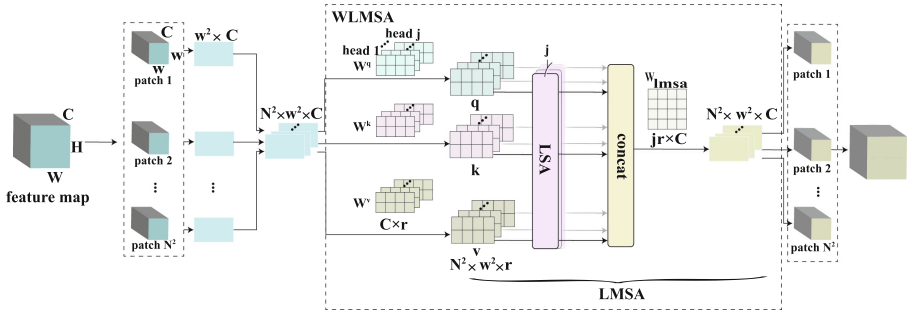 C
H
W
feature map
C
w
w
patch 1
patch 2
...
patch N²
w²× C
...
N²×w²×C
WLMSA
head 1 head j
W^q
W^k
W^v
C×r
q
k
v
N²× w²×r
j
LSA
concat
W_lmsa
jr×C
LMSA
N²× w²×C
patch 1
patch 2
...
patch N²